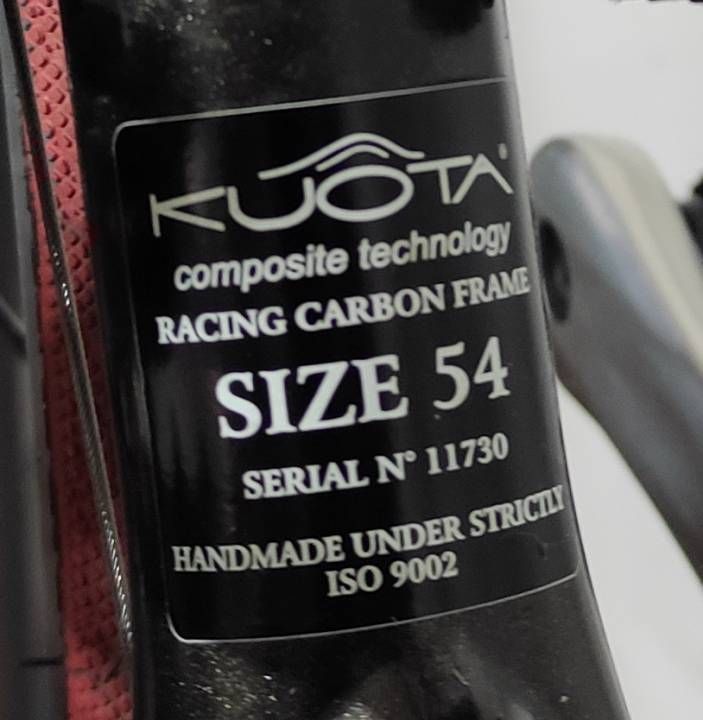 KUOTA
composite technology
RACING CARBON FRAME
SIZE 54
SERIAL N° 11730
HANDMADE UNDER STRICTLY
ISO 9002